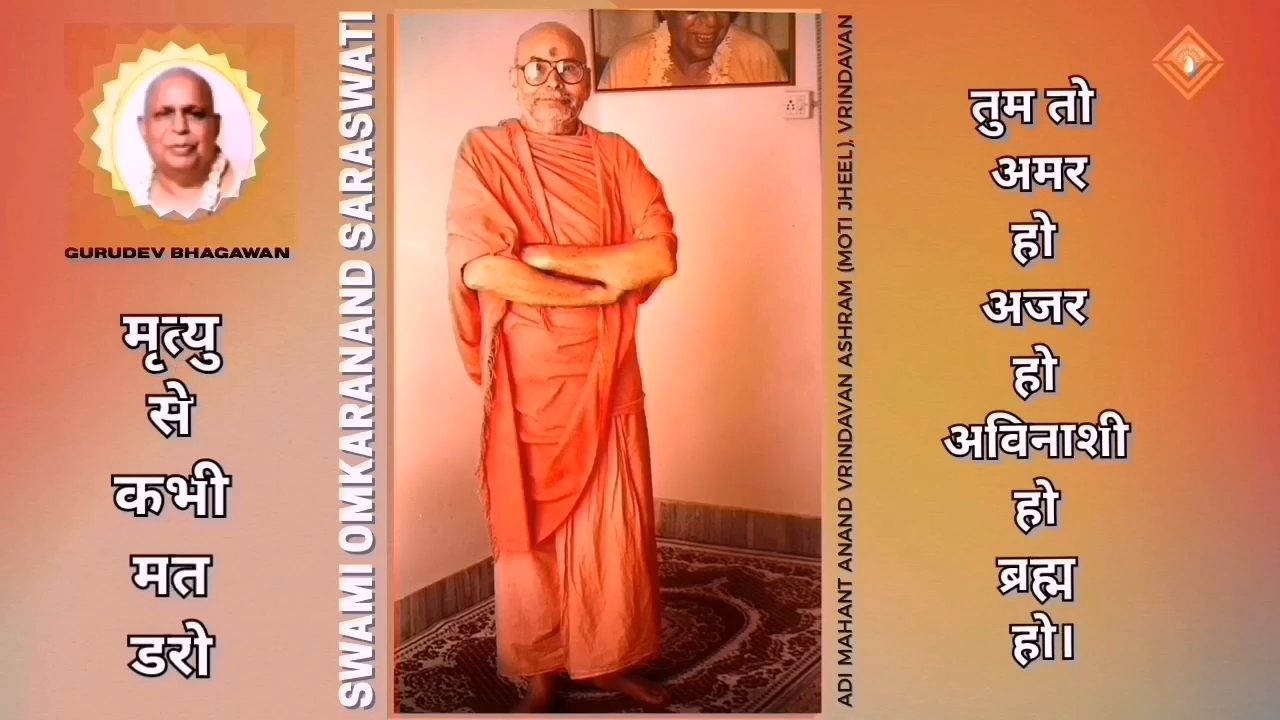 GURUDEV BHAGAWAN
मृत्यु
से
कभी
मत
डरो
SWAMI OMKARANAND SARASWATI
ADI MAHANT ANAND VRINDAVAN ASHRAM (MOTI JHEEL), VRINDAVAN
तुम तो
अमर
हो
अजर
हो
अविनाशी
हो
ब्रह्म
हो।